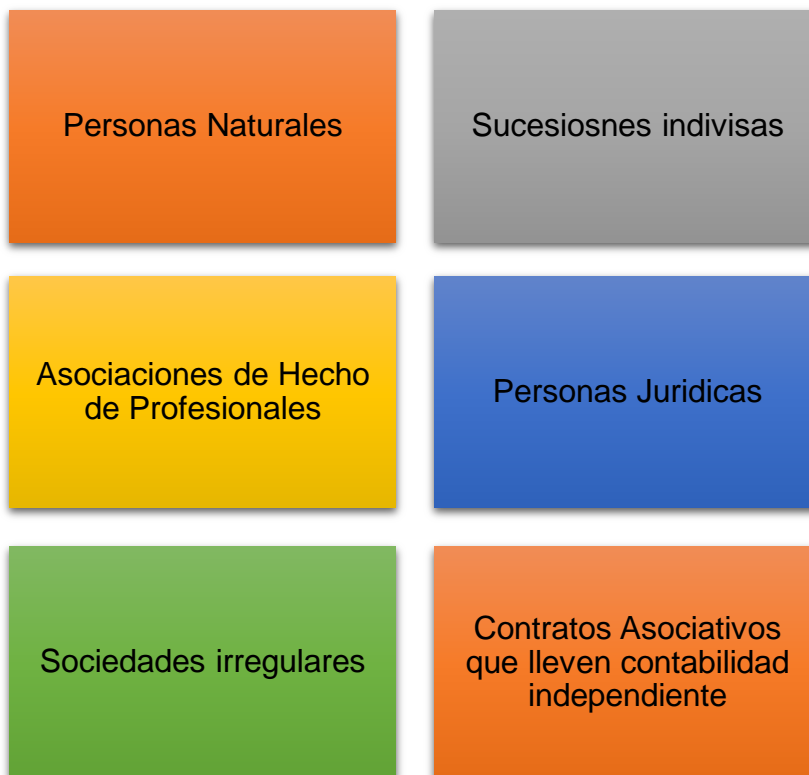 Personas Naturales
Sucesiosnes indivisas
Asociaciones de Hecho
de Profesionales
Personas Juridicas
Sociedades irregulares
Contratos Asociativos
que lleven contabilidad
independiente